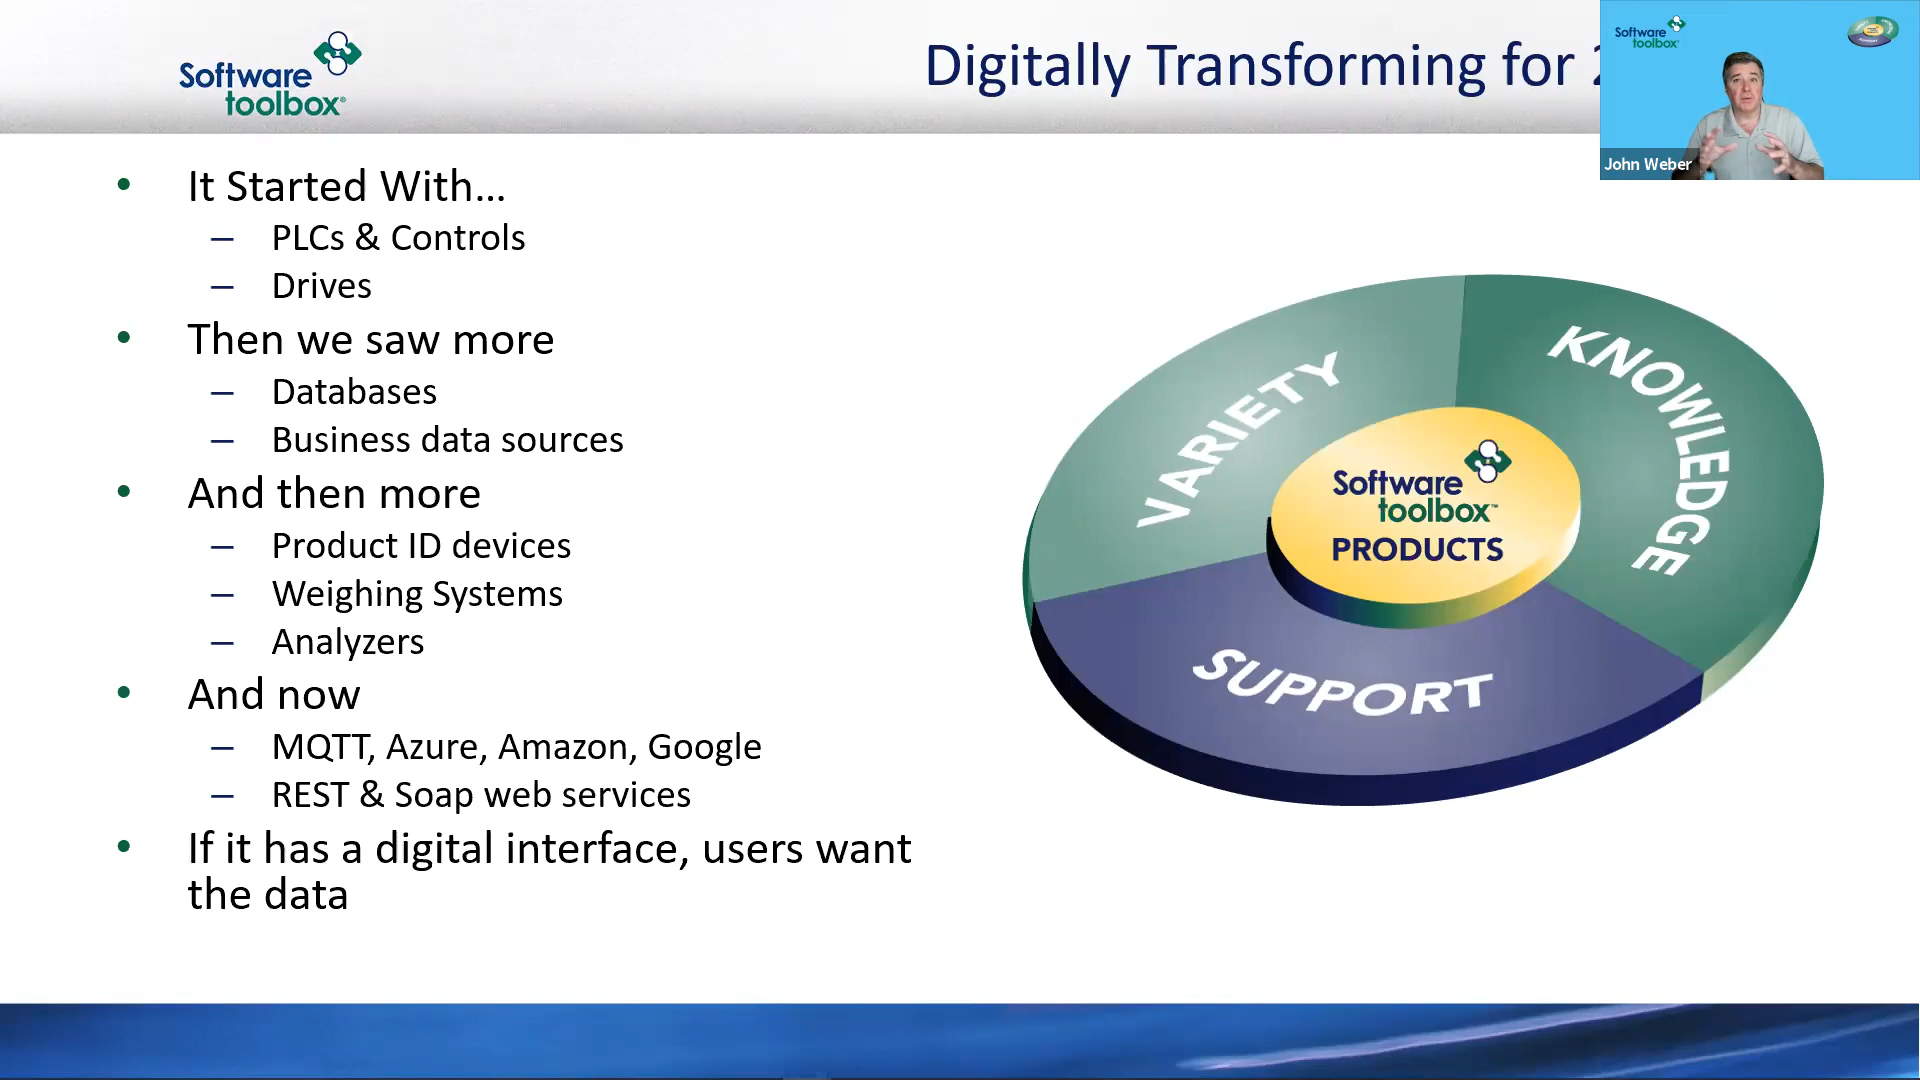 Software
toolbox®
Digitally Transforming for
Software
toolbox
John Weber
• It Started With...
– PLCs & Controls
– Drives
• Then we saw more
– Databases
– Business data sources
• And then more
– Product ID devices
– Weighing Systems
– Analyzers
• And now
– MQTT, Azure, Amazon, Google
– REST & Soap web services
• If it has a digital interface, users want
the data
VARIETY
KNOWLEDGE
Software
toolbox™
PRODUCTS
SUPPORT